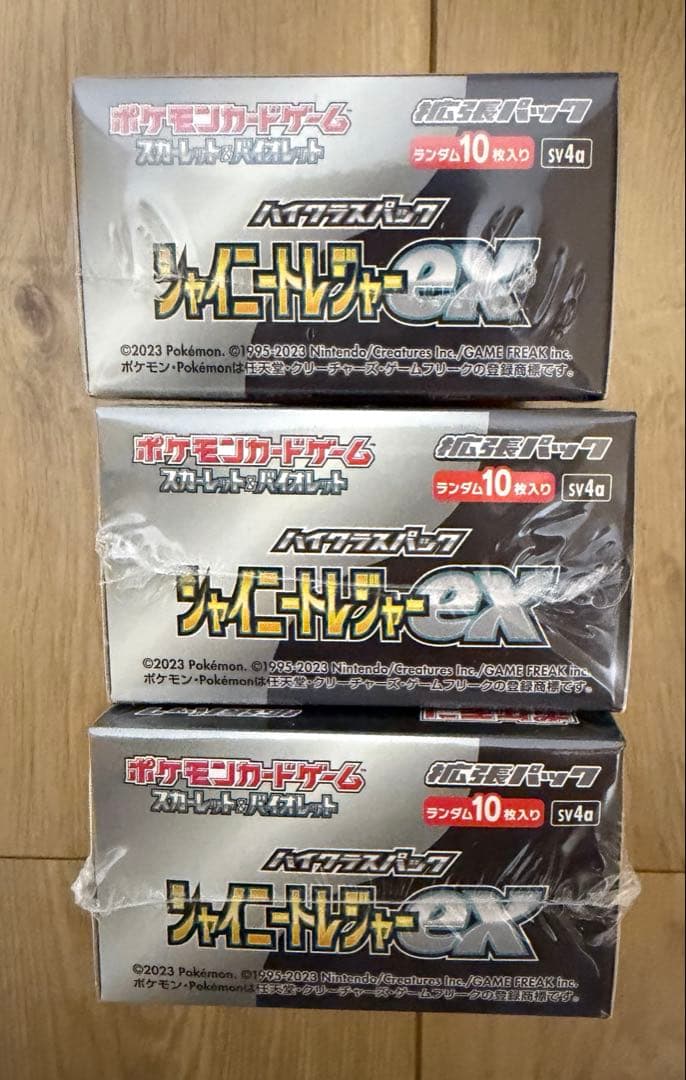 ポケモンカードゲーム
スカーレット&バイオレット
拡張パック
ランダム10枚入り sv4a
ハイクラスパック
シャイニートレジャーex
©2023 Pokémon. ©1995-2023 Nintendo/Creatures Inc./GAME FREAK inc.
ポケモン・Pokémonは任天堂・クリーチャーズ・ゲームフリークの登録商標です。
ポケモンカードゲーム
スカーレット&バイオレット
拡張パック
ランダム10枚入り sv4a
ハイクラスパック
シャイニートレジャーex
©2023 Pokémon. ©1995-2023 Nintendo/Creatures Inc./GAME FREAK inc.
ポケモン・Pokémonは任天堂・クリーチャーズ・ゲームフリークの登録商標です。
ポケモンカードゲーム
スカーレット&バイオレット
拡張パック
ランダム10枚入り sv4a
ハイクラスパック
シャイニートレジャーex
©2023 Pokémon. ©1995-2023 Nintendo/Creatures Inc./GAME FREAK inc.
ポケモン・Pokémonは任天堂・クリーチャーズ・ゲームフリークの登録商標です。